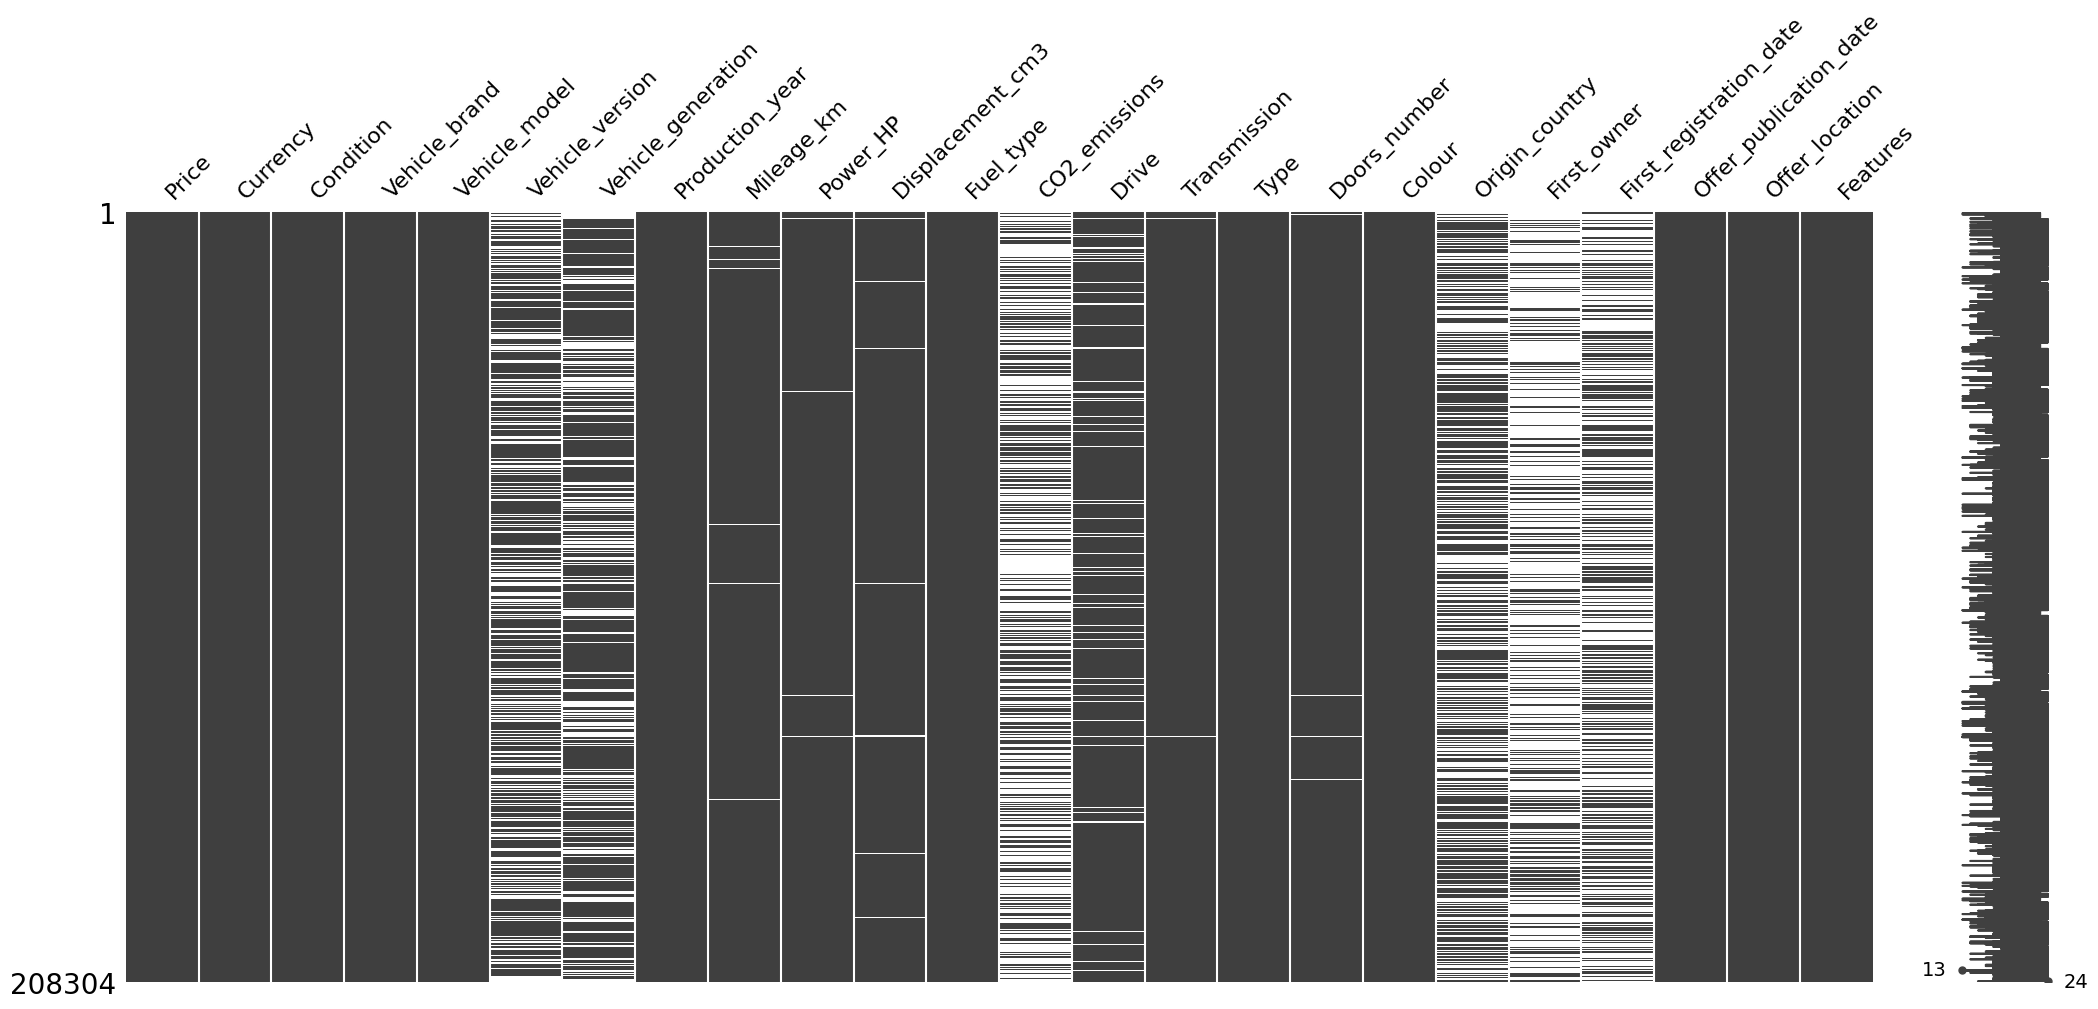 Price
Currency
Condition
Vehicle_brand
Vehicle_model
Vehicle_version
Vehicle_generation
Production_year
Mileage_km
Power_HP
Displacement_cm3
Fuel_type
CO2_emissions
Drive
Transmission
Type
Doors_number
Colour
Origin_country
First_owner
First_registration_date
Offer_publication_date
Offer_location
Features
1
13
208304
24